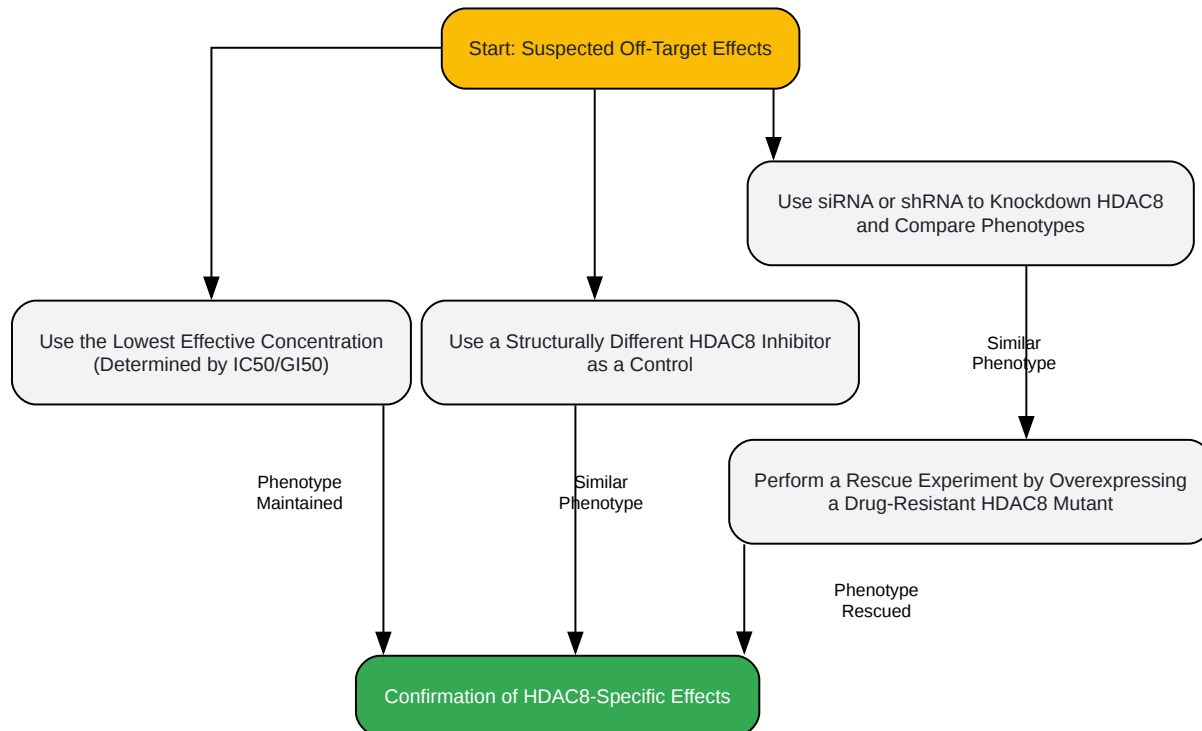 Start: Suspected Off-Target Effects
Use siRNA or shRNA to Knockdown HDAC8
and Compare Phenotypes
Use the Lowest Effective Concentration
(Determined by IC50/GI50)
Use a Structurally Different HDAC8 Inhibitor
as a Control
Similar
Phenotype
Perform a Rescue Experiment by Overexpressing
a Drug-Resistant HDAC8 Mutant
Phenotype
Maintained
Similar
Phenotype
Phenotype
Rescued
Confirmation of HDAC8-Specific Effects